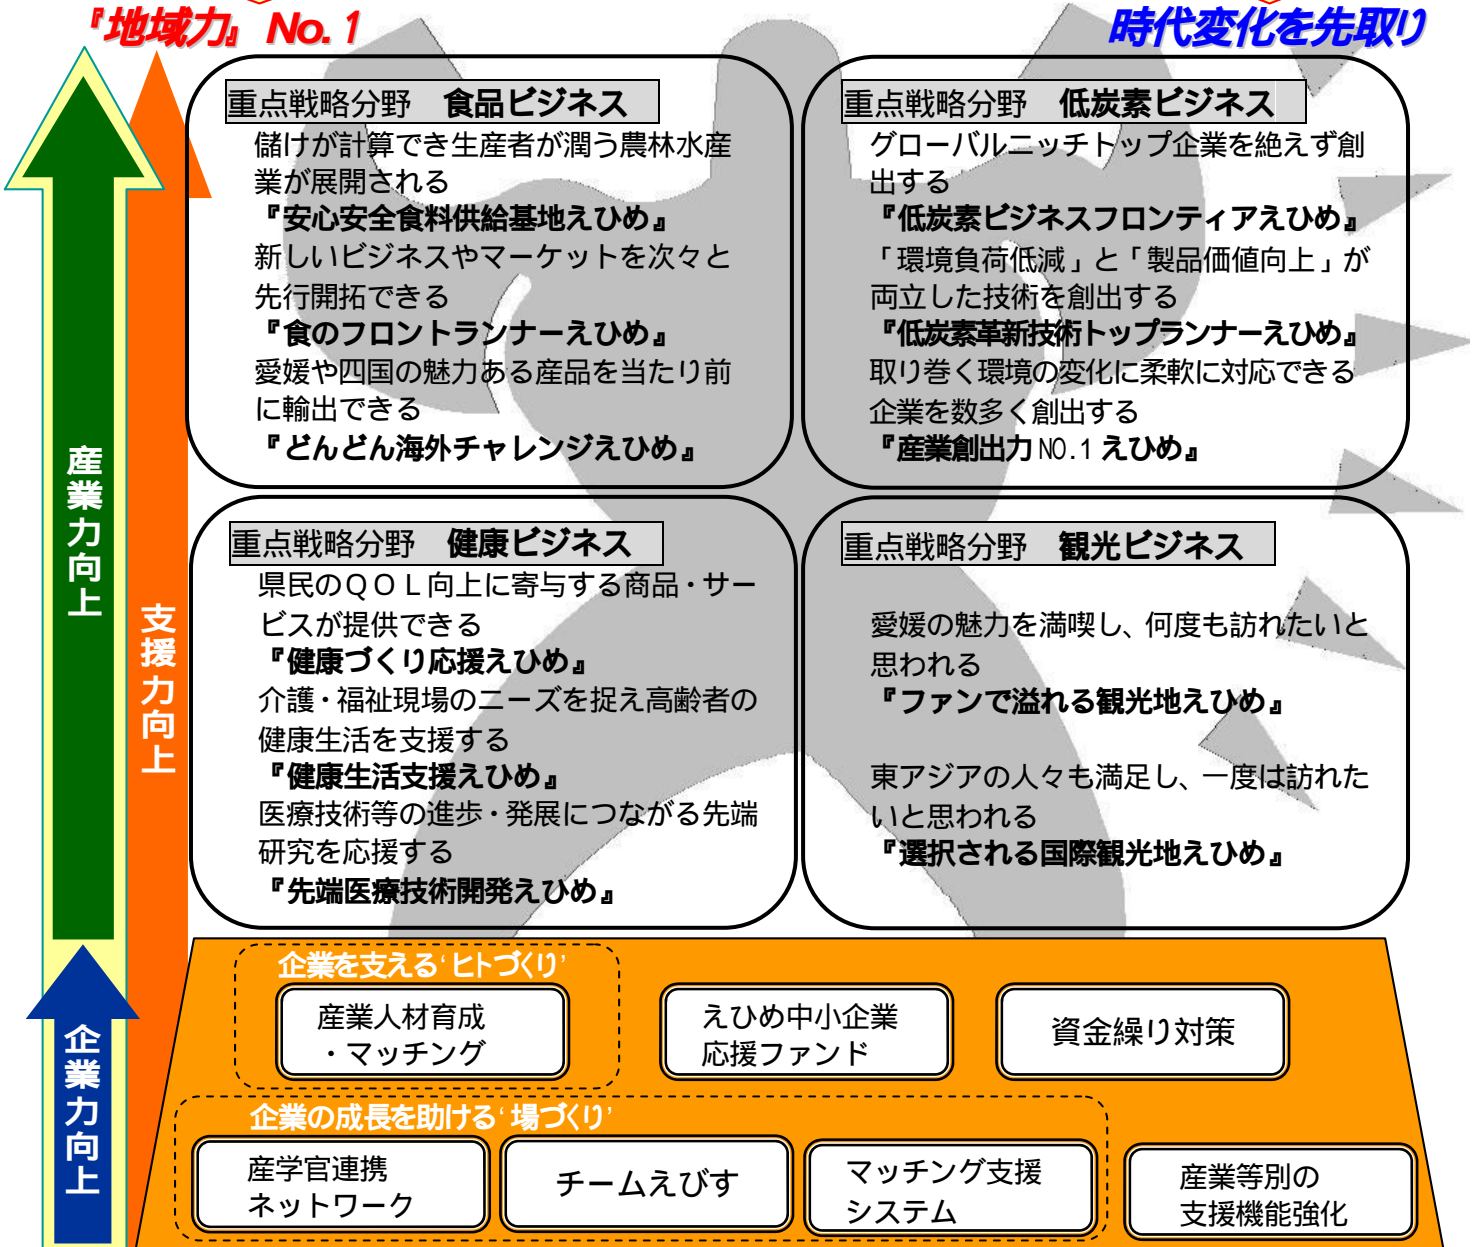 『地域力』 No.1
時代変化を先取り
産業力向上
支援力向上
企業力向上
重点戦略分野　食品ビジネス
儲けが計算でき生産者が潤う農林水産
業が展開される
『安心安全食料供給基地えひめ』
新しいビジネスやマーケットを次々と
先行開拓できる
『食のフロントランナーえひめ』
愛媛や四国の魅力ある産品を当たり前
に輸出できる
『どんどん海外チャレンジえひめ』
重点戦略分野　低炭素ビジネス
グローバルニッチトップ企業を絶えず創
出する
『低炭素ビジネスフロンティアえひめ』
「環境負荷低減」と「製品価値向上」が
両立した技術を創出する
『低炭素革新技術トップランナーえひめ』
取り巻く環境の変化に柔軟に対応できる
企業を数多く創出する
『産業創出力NO.1えひめ』
重点戦略分野　健康ビジネス
県民のＱＯＬ向上に寄与する商品・サー
ビスが提供できる
『健康づくり応援えひめ』
介護・福祉現場のニーズを捉え高齢者の
健康生活を支援する
『健康生活支援えひめ』
医療技術等の進歩・発展につながる先端
研究を応援する
『先端医療技術開発えひめ』
重点戦略分野　観光ビジネス
愛媛の魅力を満喫し、何度も訪れたいと
思われる
『ファンで溢れる観光地えひめ』
東アジアの人々も満足し、一度は訪れた
いと思われる
『選択される国際観光地えひめ』
企業を支える‘ヒトづくり’
産業人材育成
・マッチング
えひめ中小企業
応援ファンド
資金繰り対策
企業の成長を助ける‘場づくり’
産学官連携
ネットワーク
チームえびす
マッチング支援
システム
産業等別の
支援機能強化